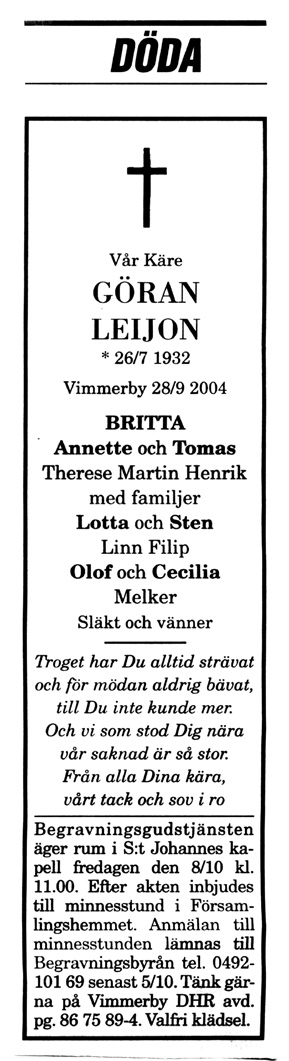 DÖDA
Vår Käre
GÖRAN
LEIJON
* 26/7 1932
Vimmerby 28/9 2004
BRITTA
Annette och Tomas
Therese Martin Henrik
med familjer
Lotta och Sten
Linn Filip
Olof och Cecilia
Melker
Släkt och vänner
Troget har Du alltid strävat
och för mödan aldrig bävat,
till Du inte kunde mer.
Och vi som stod Dig nära
vår saknad är så stor.
Från alla Dina kära,
vårt tack och sov i ro
Begravningsgudstjänsten
äger rum i S:t Johannes ka-
pell fredagen den 8/10 kl.
11.00. Efter akten inbjudes
till minnesstund i Försam-
lingshemmet. Anmälan till
minnesstunden lämnas till
Begravningsbyrån tel. 0492-
101 69 senast 5/10. Tänk gär-
na på Vimmerby DHR avd.
pg. 86 75 89-4. Valfri klädsel.